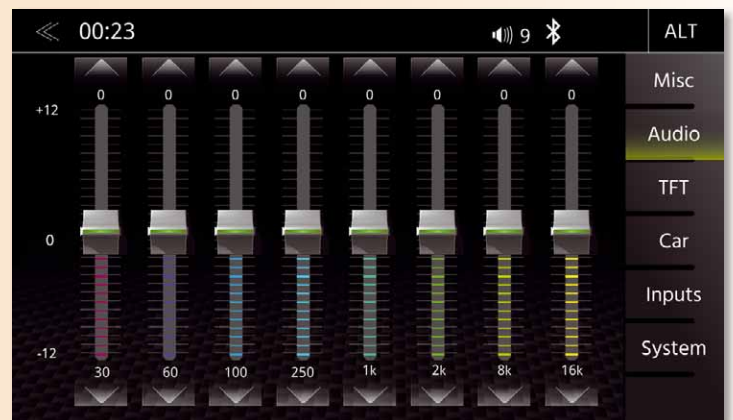 00:23 9 ALT
Misc
0 0 0 0 0 0 0 0
+12
Audio
TFT
0
Car
Inputs
System
-12
30 60 100 250 1k 2k 8k 16k